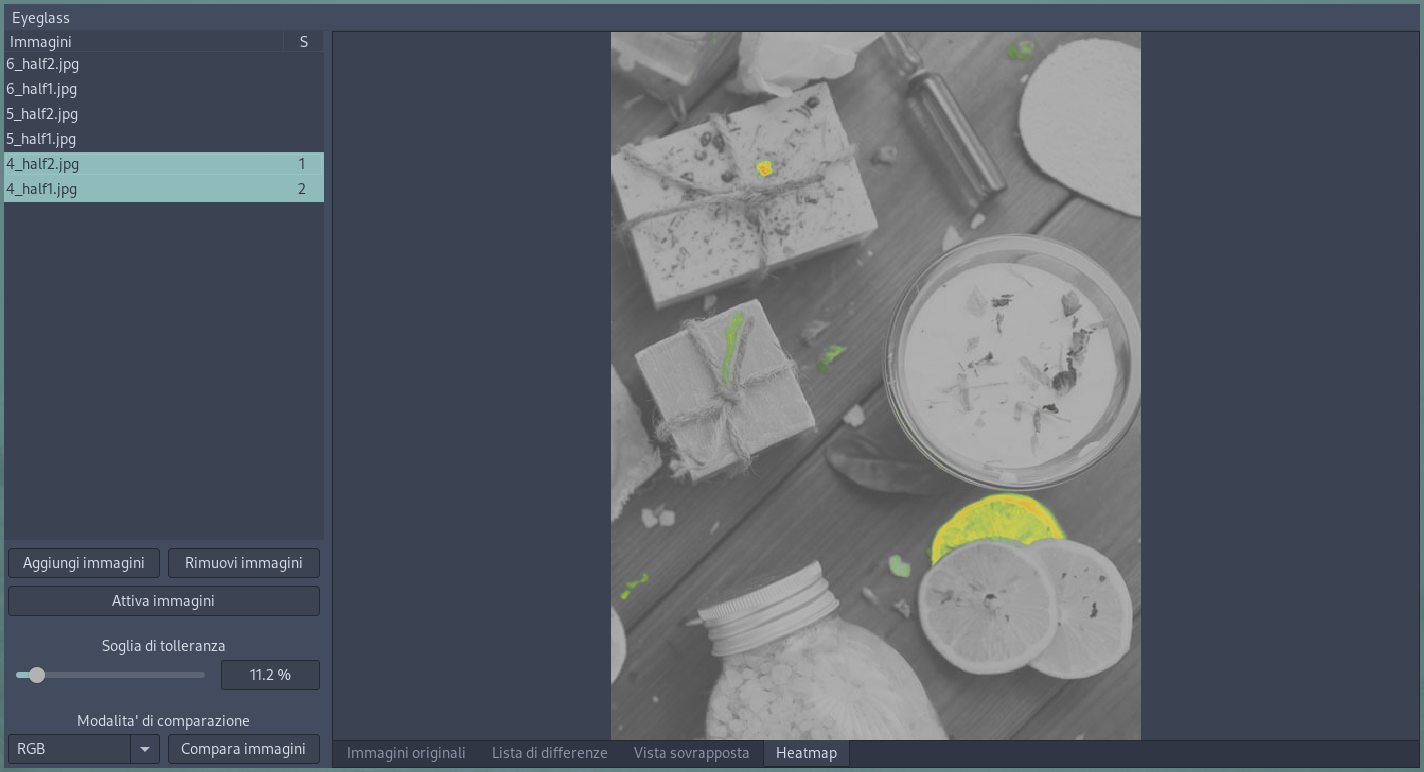 Eyeglass
Immagini S
6_half2.jpg
6_half1.jpg
5_half2.jpg
5_half1.jpg
4_half2.jpg 1
4_half1.jpg 2
Aggiungi immagini Rimuovi immagini
Attiva immagini
Soglia di tolleranza
11.2 %
Modalita' di comparazione
RGB Compara immagini
Immagini originali Lista di differenze Vista sovrapposta Heatmap